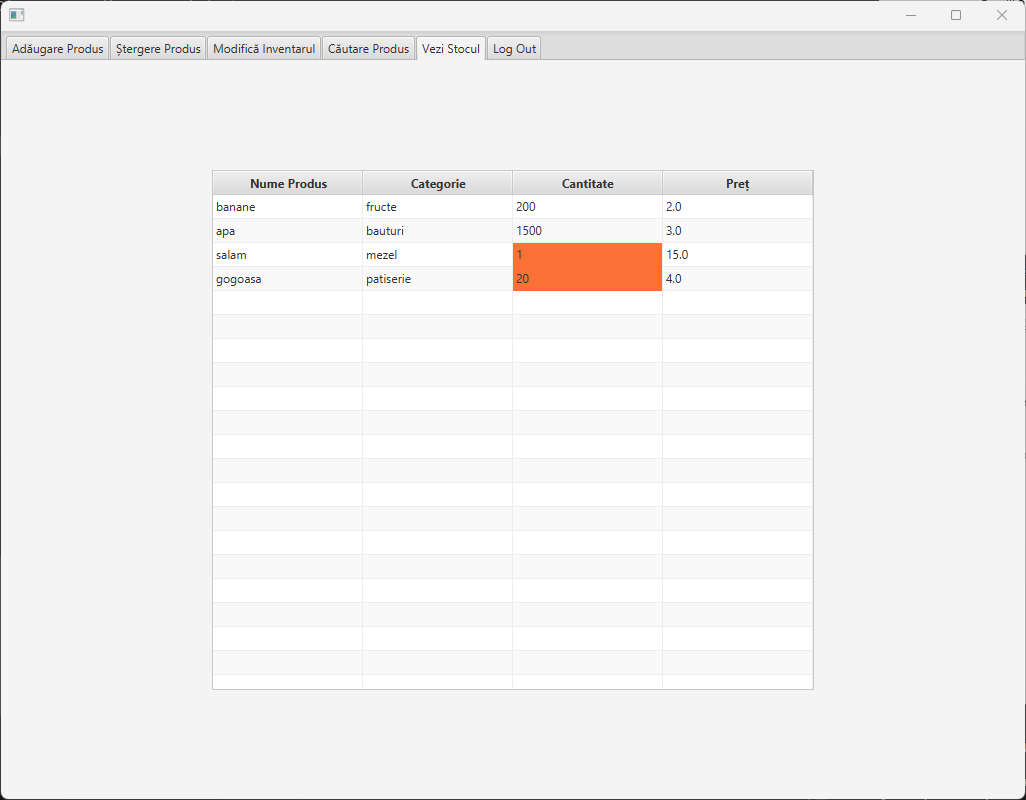 Adăugare Produs Ștergere Produs Modifică Inventarul Căutare Produs Vezi Stocul Log Out
Nume Produs Categorie Cantitate Preț
banane fructe 200 2.0
apa bauturi 1500 3.0
salam mezel 1 15.0
gogoasa patiserie 20 4.0